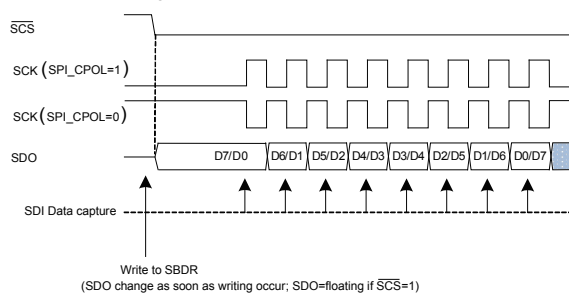 SCS
SCK (SPI_CPOL=1)
SCK (SPI_CPOL=0)
SDO D7/D0 D6/D1 D5/D2 D4/D3 D3/D4 D2/D5 D1/D6 D0/D7
SDI Data capture
Write to SBDR
(SDO change as soon as writing occur; SDO=floating if SCS=1)